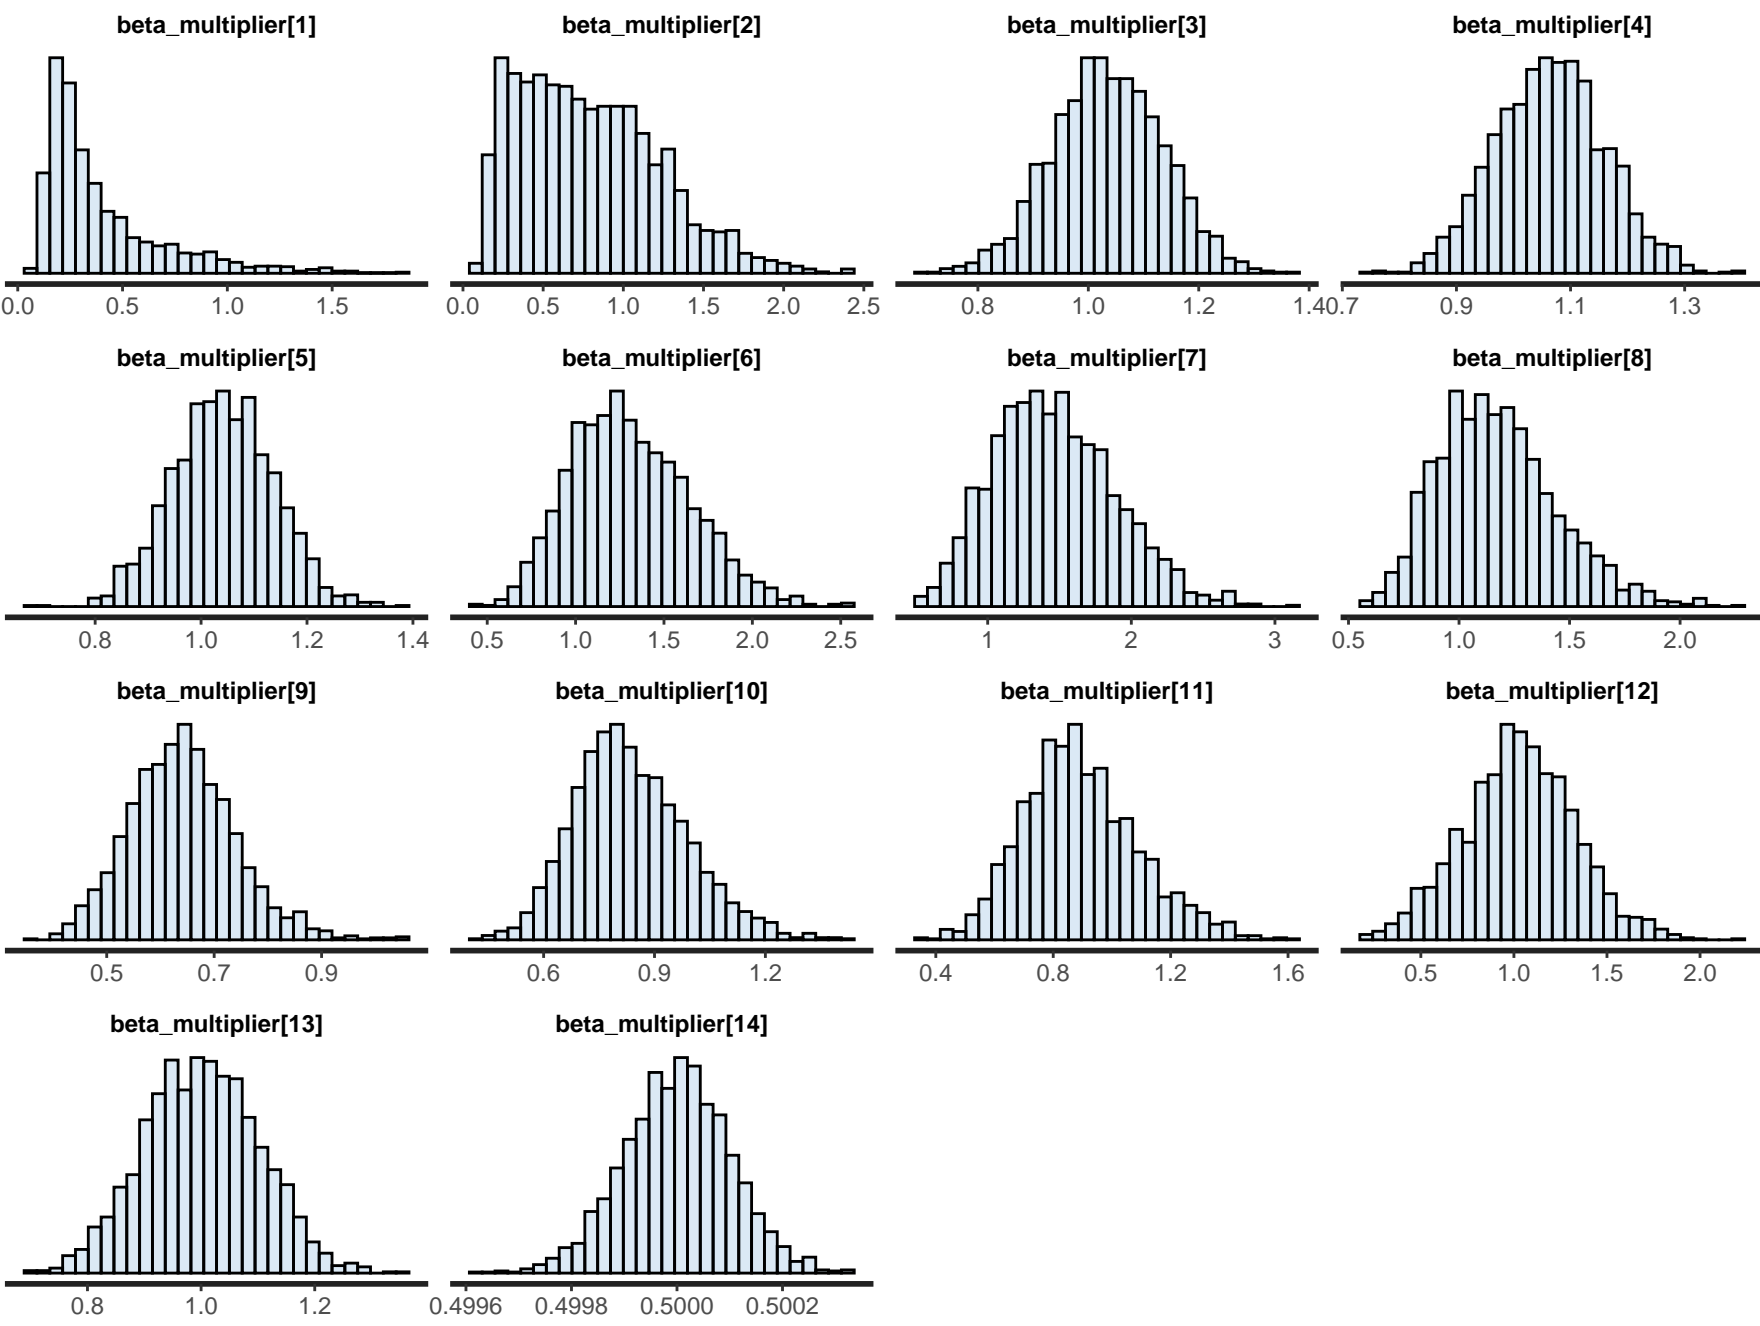 beta_multiplier[1] beta_multiplier[2] beta_multiplier[3] beta_multiplier[4]
0.0 0.5 1.0 1.5 0.0 0.5 1.0 1.5 2.0 2.5 0.8 1.0 1.2 1.4 0.7 0.9 1.1 1.3
beta_multiplier[5] beta_multiplier[6] beta_multiplier[7] beta_multiplier[8]
0.8 1.0 1.2 1.4 0.5 1.0 1.5 2.0 2.5 1 2 3 0.5 1.0 1.5 2.0
beta_multiplier[9] beta_multiplier[10] beta_multiplier[11] beta_multiplier[12]
0.5 0.7 0.9 0.6 0.9 1.2 0.4 0.8 1.2 1.6 0.5 1.0 1.5 2.0
beta_multiplier[13] beta_multiplier[14]
0.8 1.0 1.2 0.4996 0.4998 0.5000 0.5002